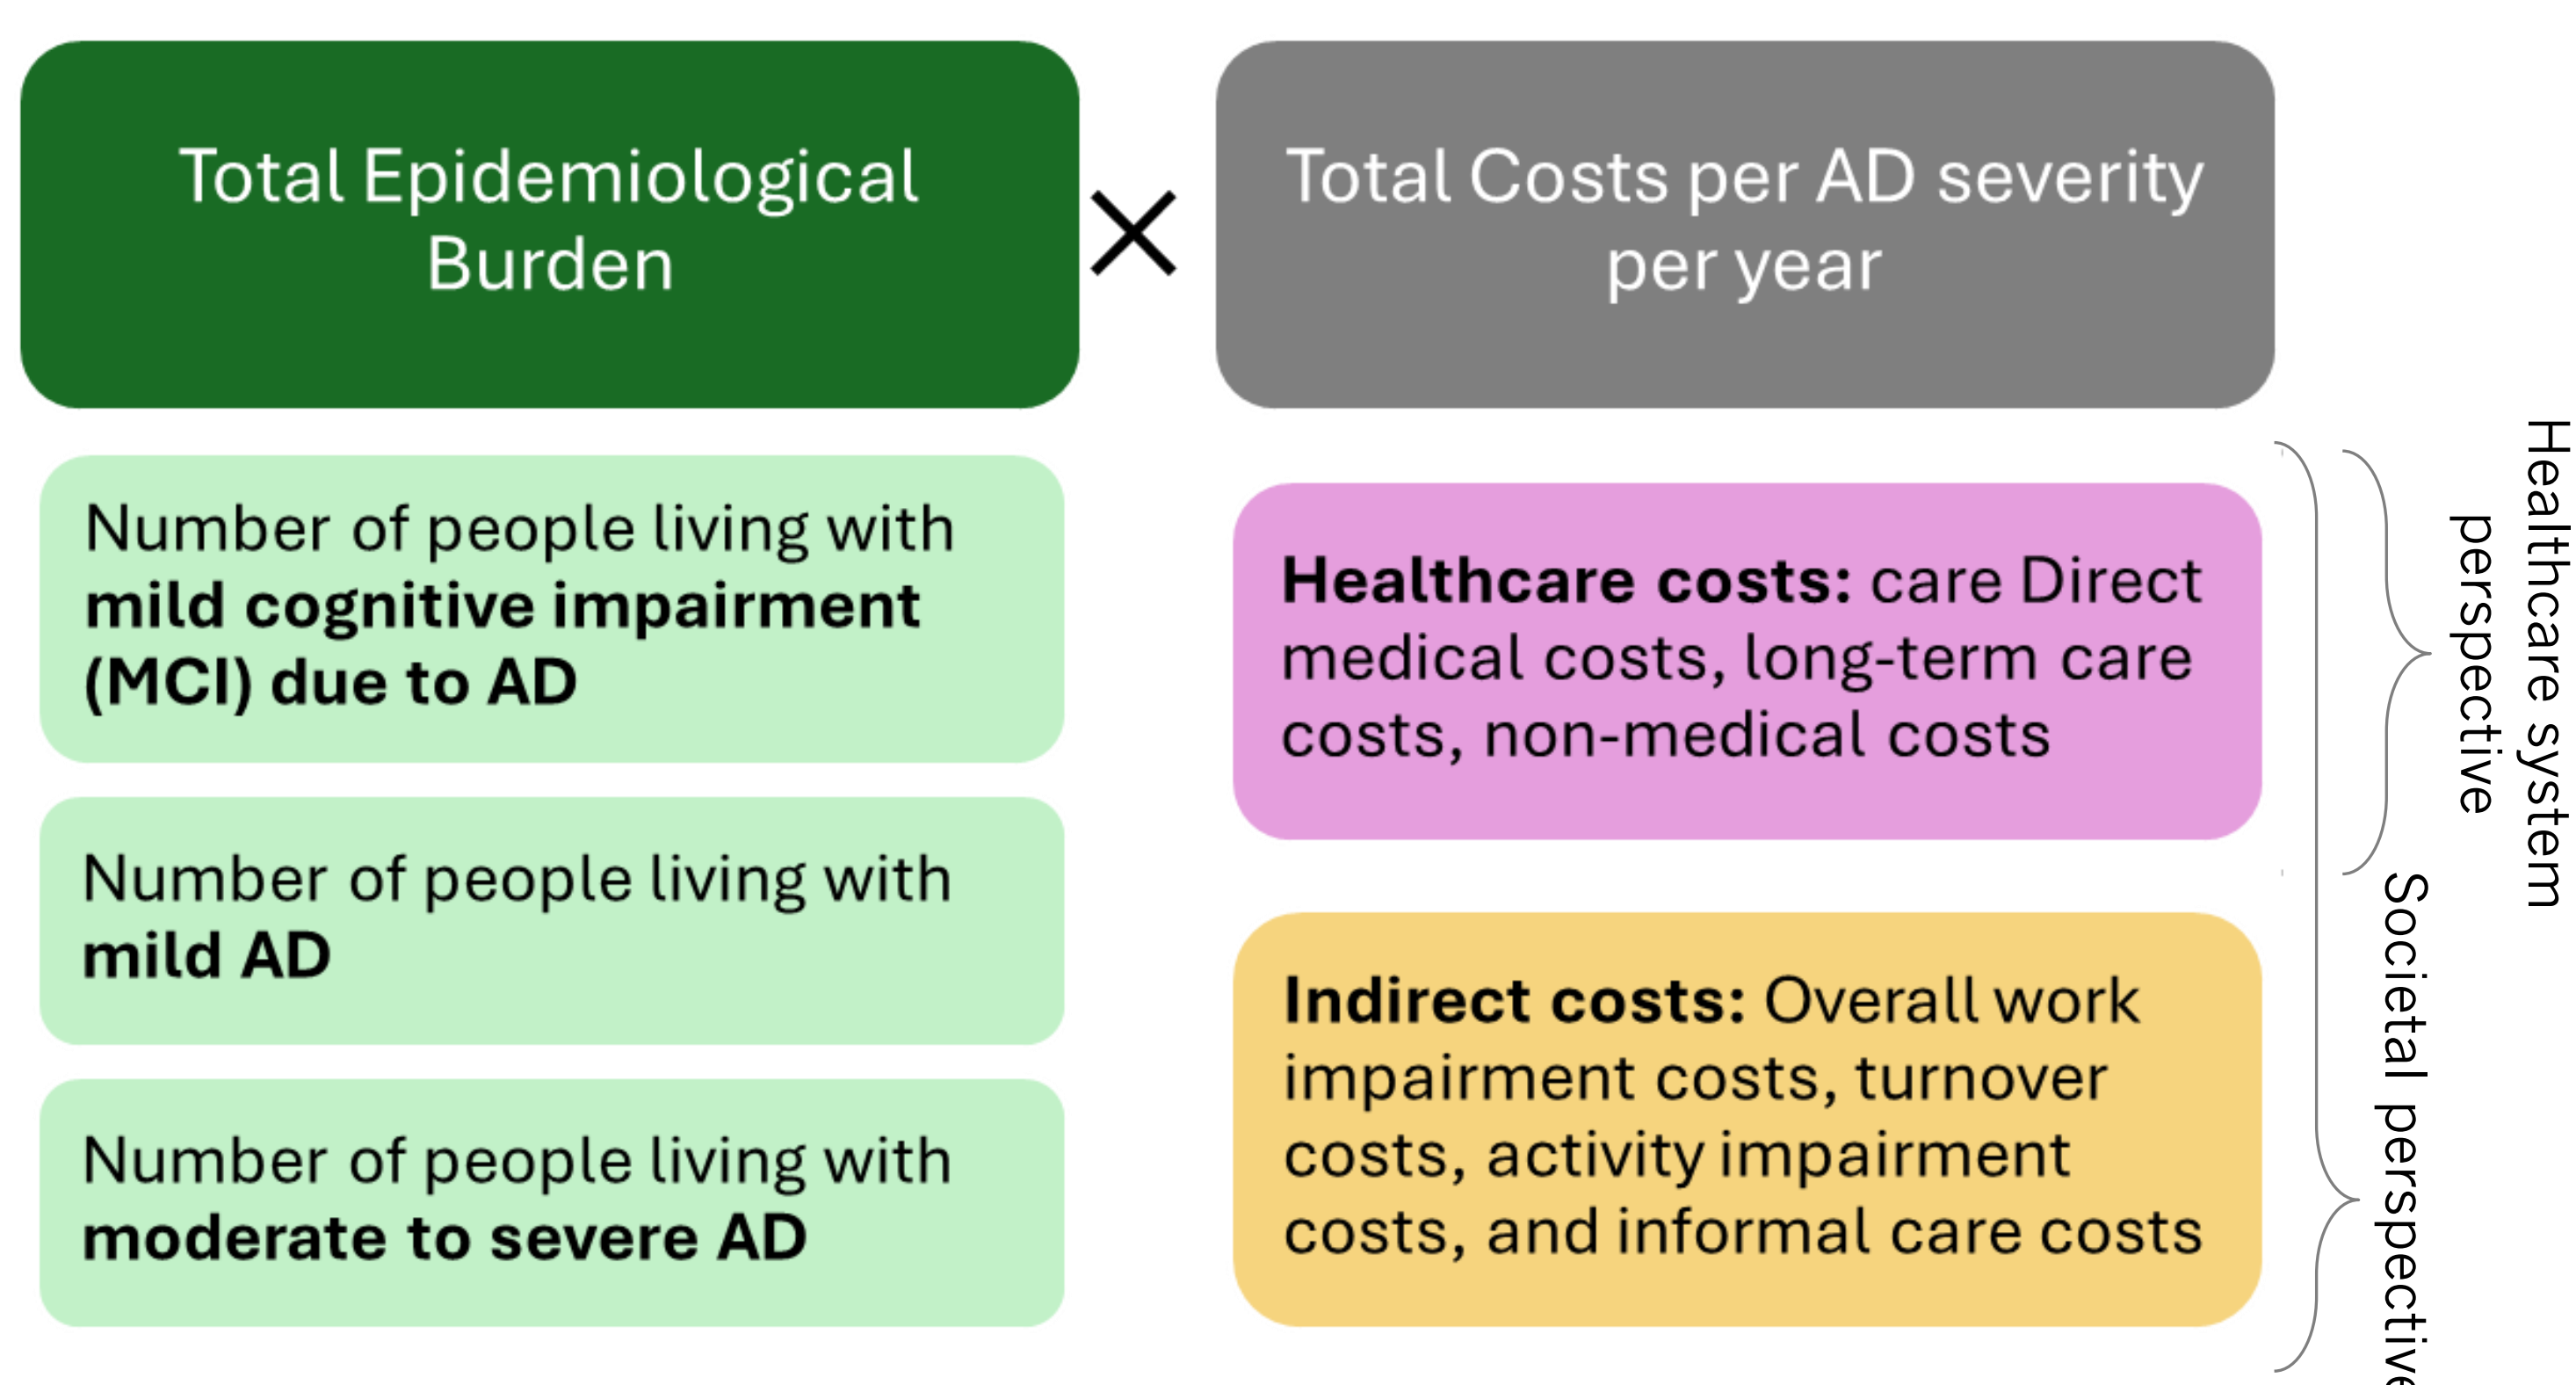 Total Epidemiological
Burden
×
Total Costs per AD severity
per year
Number of people living with
mild cognitive impairment
(MCI) due to AD
Number of people living with
mild AD
Number of people living with
moderate to severe AD
Healthcare costs: care Direct
medical costs, long-term care
costs, non-medical costs
Indirect costs: Overall work
impairment costs, turnover
costs, activity impairment
costs, and informal care costs
Healthcare system
perspective
Societal perspective